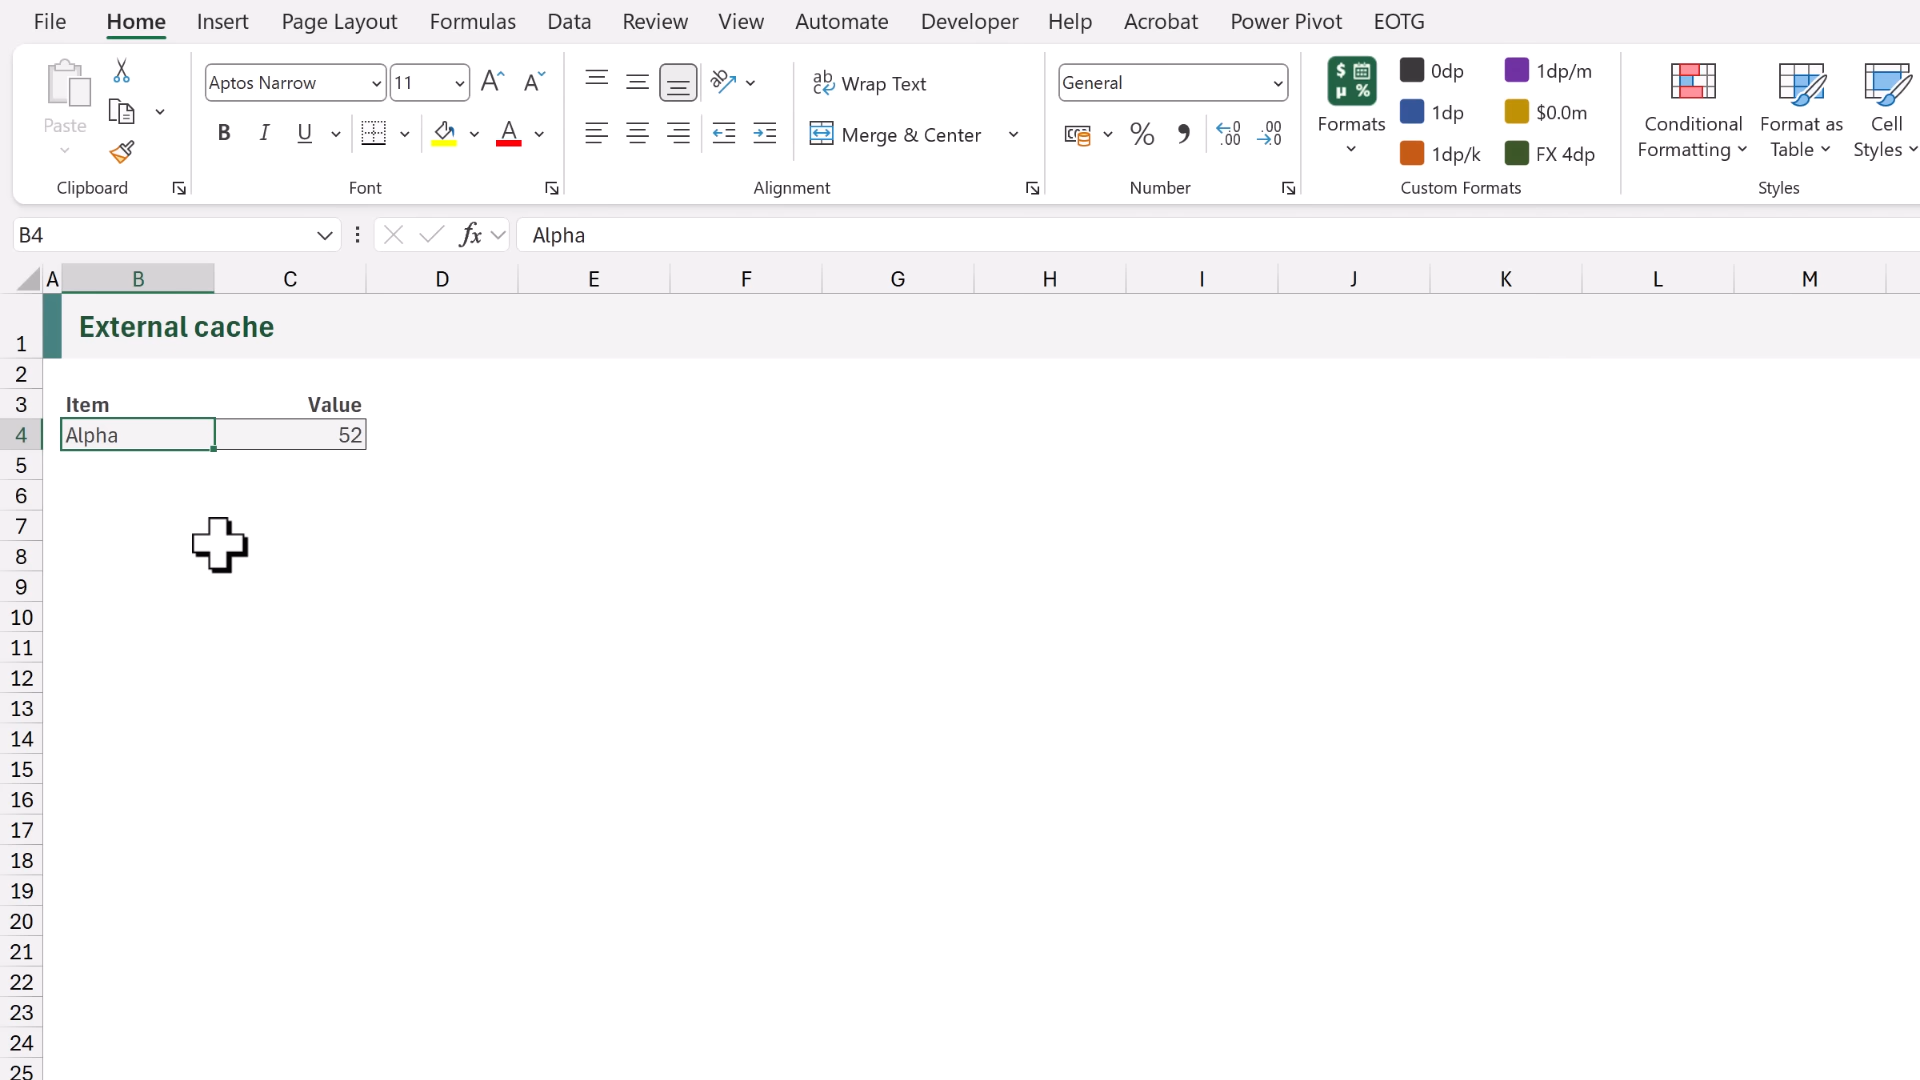 File Home Insert Page Layout Formulas Data Review View Automate Developer Help Acrobat Power Pivot EOTG
Paste
Clipboard
Aptos Narrow 11
B I U
Font
Wrap Text
Merge & Center
Alignment
General
% .00
Number
Formats
0dp 1dp/m
1dp $0.0m
1dp/k FX 4dp
Custom Formats
Conditional Formatting
Format as Table
Cell Styles
Styles
B4 fx Alpha
A B C D E F G H I J K L M
1 External cache
2
3 Item Value
4 Alpha 52
5
6
7
8
9
10
11
12
13
14
15
16
17
18
19
20
21
22
23
24
25